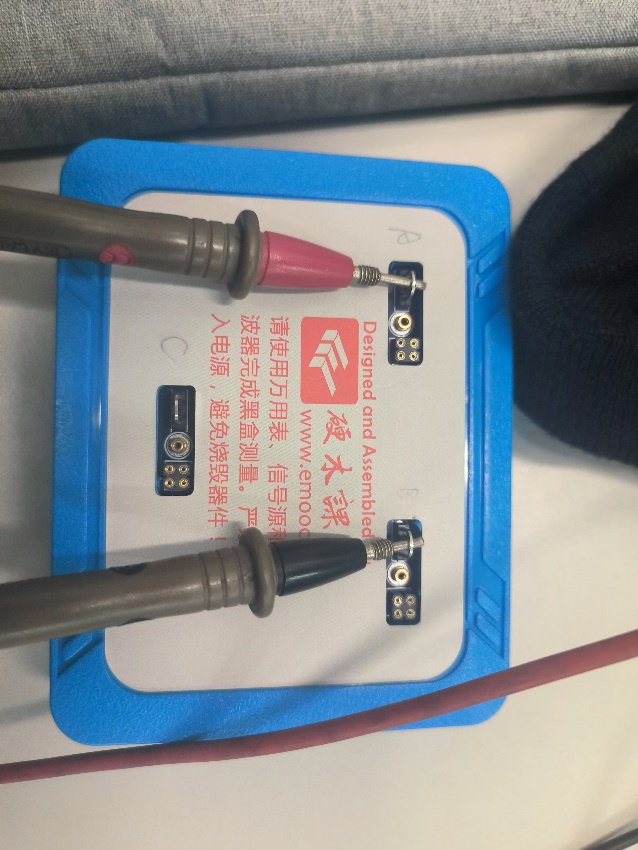 A
B
C
Designed and Assembled
硬木課
www.emooc
请使用万用表、信号源
波器完成黑盒测量。严
入电源，避免烧毁器件！